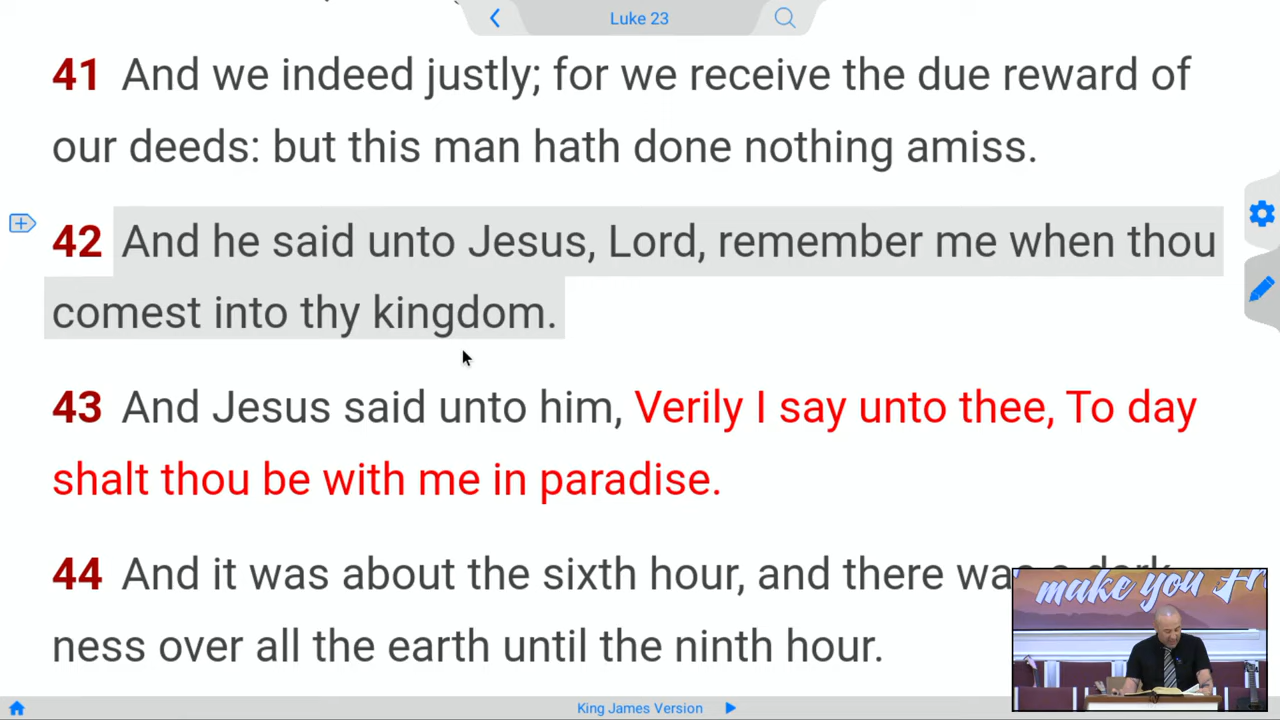 Luke 23
41 And we indeed justly; for we receive the due reward of
our deeds: but this man hath done nothing amiss.
42 And he said unto Jesus, Lord, remember me when thou
comest into thy kingdom.
43 And Jesus said unto him, Verily I say unto thee, To day
shalt thou be with me in paradise.
44 And it was about the sixth hour, and there was a dark
ness over all the earth until the ninth hour.
make you
King James Version